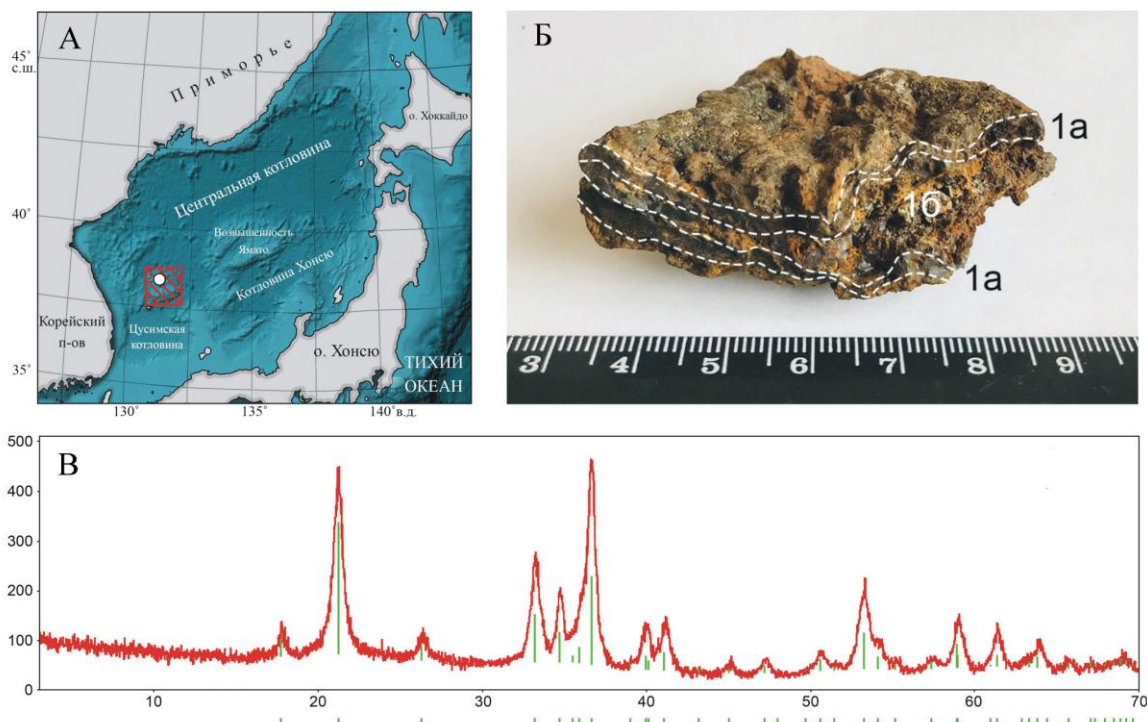 А
45˚
с.ш.
Приморье
о. Хоккайдо
Центральная котловина
40˚
Возвышенность
Ямато
Котловина Хонсю
Корейский
п-ов
Цусимская
котловина
о. Хонсю
ТИХИЙ
ОКЕАН
35˚
130˚ 135˚ 140˚в.д.
Б
1а
1б
1а
3 4 5 6 7 8 9
В
500
400
300
200
100
0
10 20 30 40 50 60 70